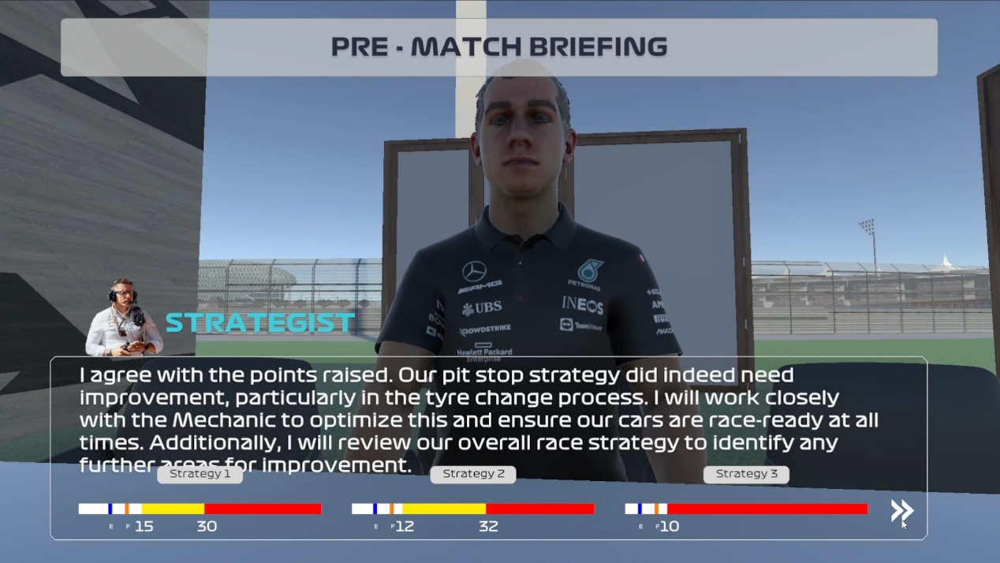 PRE - MATCH BRIEFING
AMG
PETRONAS
UBS
INEOS
CROWDSTRIKE
TeamViewer
Hewlett Packard
Enterprise
STRATEGIST
I agree with the points raised. Our pit stop strategy did indeed need
improvement, particularly in the tyre change process. I will work closely
with the Mechanic to optimize this and ensure our cars are race-ready at all
times. Additionally, I will review our overall race strategy to identify any
further areas for improvement.
Strategy 1
Strategy 2
Strategy 3
E F 15 30
E F 12 32
E F 10